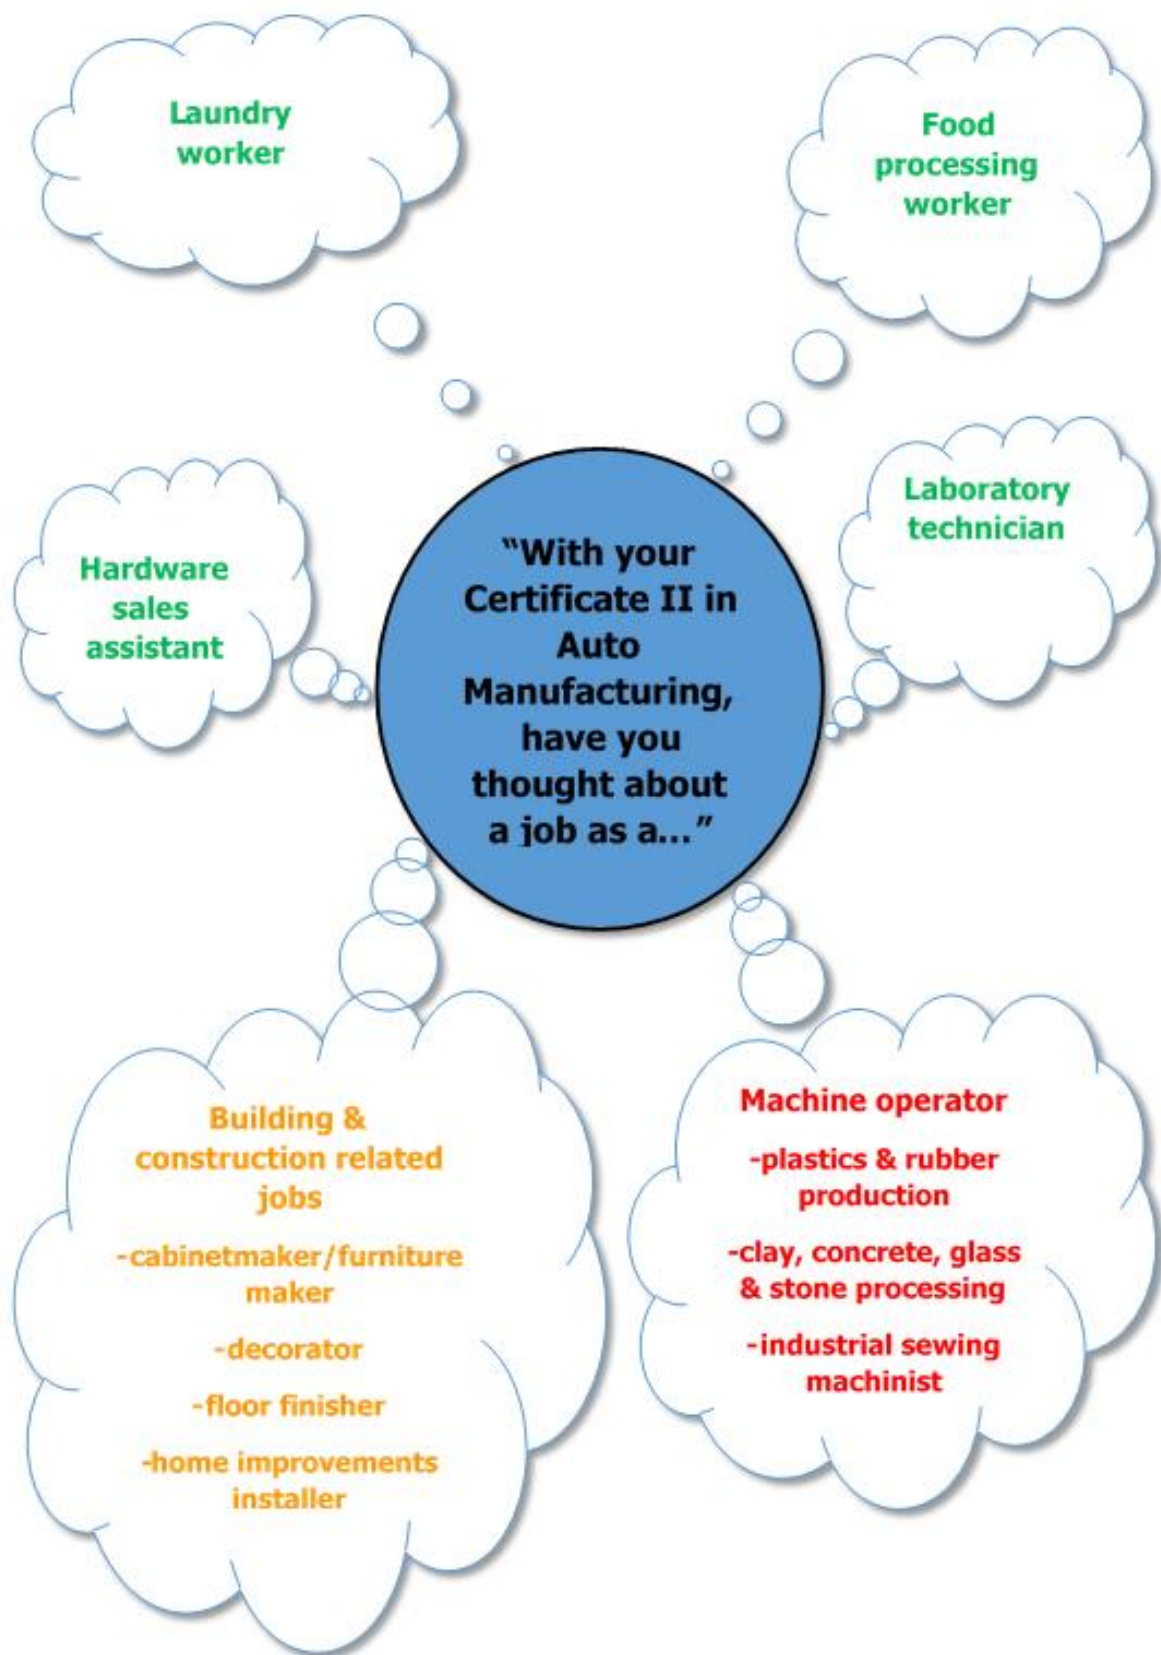 Laundry
worker
Food
processing
worker
Hardware
sales
assistant
Laboratory
technician
“With your
Certificate II in
Auto
Manufacturing,
have you
thought about
a job as a…”
Building &
construction related
jobs
-cabinetmaker/furniture
maker
-decorator
-floor finisher
-home improvements
installer
Machine operator
-plastics & rubber
production
-clay, concrete, glass
& stone processing
-industrial sewing
machinist